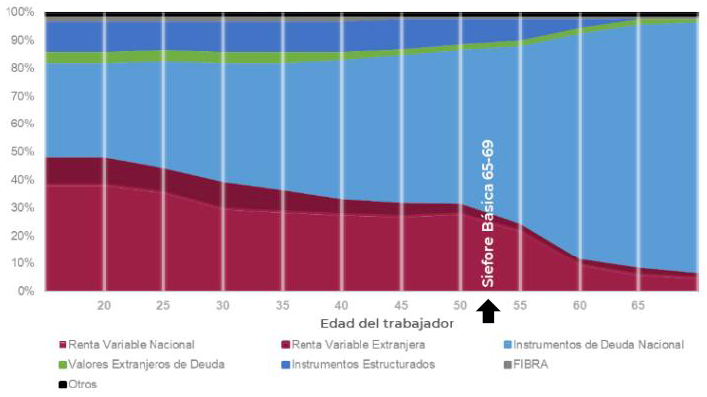 100%
90%
80%
70%
60%
50%
40%
30%
20%
10%
0%
Siefore Básica 65-69
20 25 30 35 40 45 50 55 60 65
Edad del trabajador
Renta Variable Nacional Renta Variable Extranjera Instrumentos de Deuda Nacional
Valores Extranjeros de Deuda Instrumentos Estructurados FIBRA
Otros